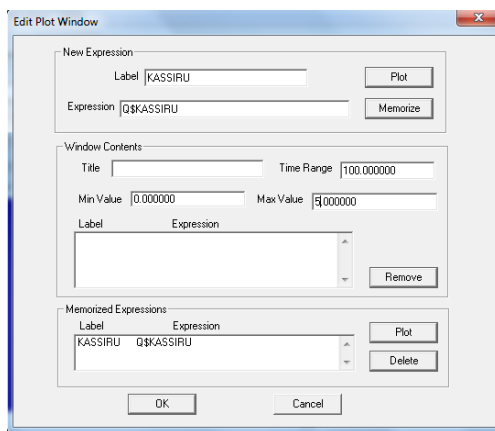 Edit Plot Window
x
New Expression
Label KASSIRU Plot
Expression Q$KASSIRU Memorize
Window Contents
Title Time Range 100.000000
Min Value 0.000000 Max Value 5.000000
Label Expression
Remove
Memorized Expressions
Label Expression Plot
KASSIRU Q$KASSIRU
Delete
OK Cancel